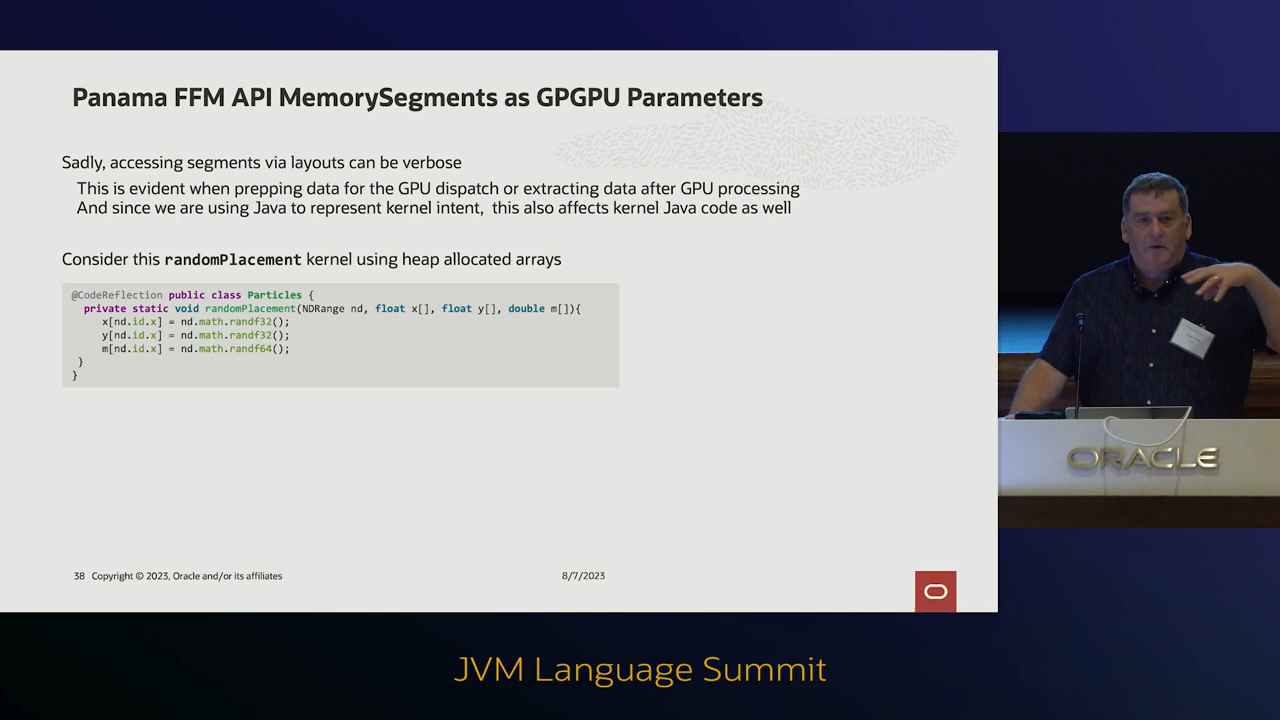 Panama FFM API MemorySegments as GPGPU Parameters
Sadly, accessing segments via layouts can be verbose
This is evident when prepping data for the GPU dispatch or extracting data after GPU processing
And since we are using Java to represent kernel intent, this also affects kernel Java code as well
Consider this randomPlacement kernel using heap allocated arrays
@CodeReflection public class Particles {
private static void randomPlacement(NDRange nd, float x[], float y[], double m[]){
x[nd.id.x] = nd.math.randf32();
y[nd.id.x] = nd.math.randf32();
m[nd.id.x] = nd.math.randf64();
}
}
38 Copyright © 2023, Oracle and/or its affiliates
8/7/2023
ORACLE
JVM Language Summit